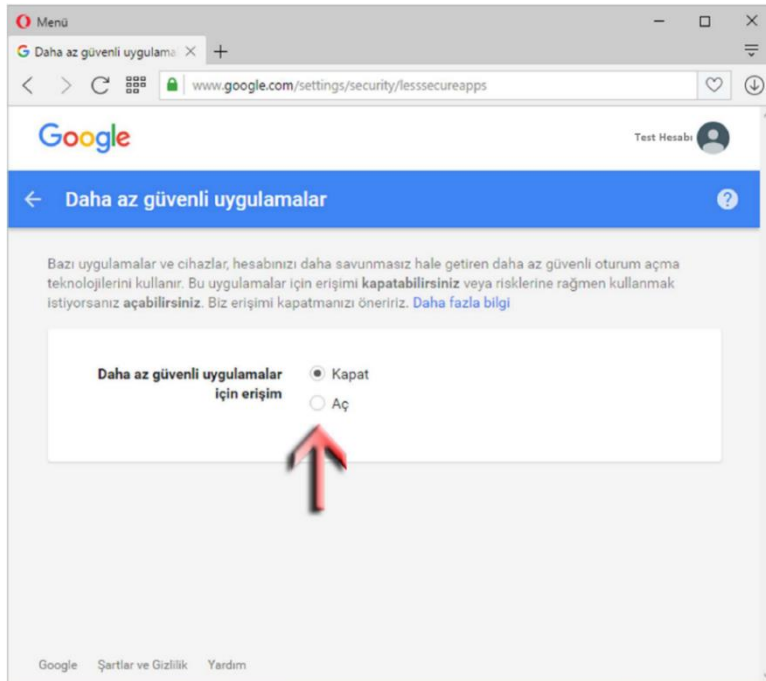 Menü
Daha az güvenli uygulama
www.google.com/settings/security/lesssecureapps
Google
Test Hesabı
Daha az güvenli uygulamalar
Bazı uygulamalar ve cihazlar, hesabınızı daha savunmasız hale getiren daha az güvenli oturum açma
teknolojilerini kullanır. Bu uygulamalar için erişimi kapatabilirsiniz veya risklerine rağmen kullanmak
istiyorsanız açabilirsiniz. Biz erişimi kapatmanızı öneririz. Daha fazla bilgi
Daha az güvenli uygulamalar
için erişim
Kapat
Aç
Google Şartlar ve Gizlilik Yardım